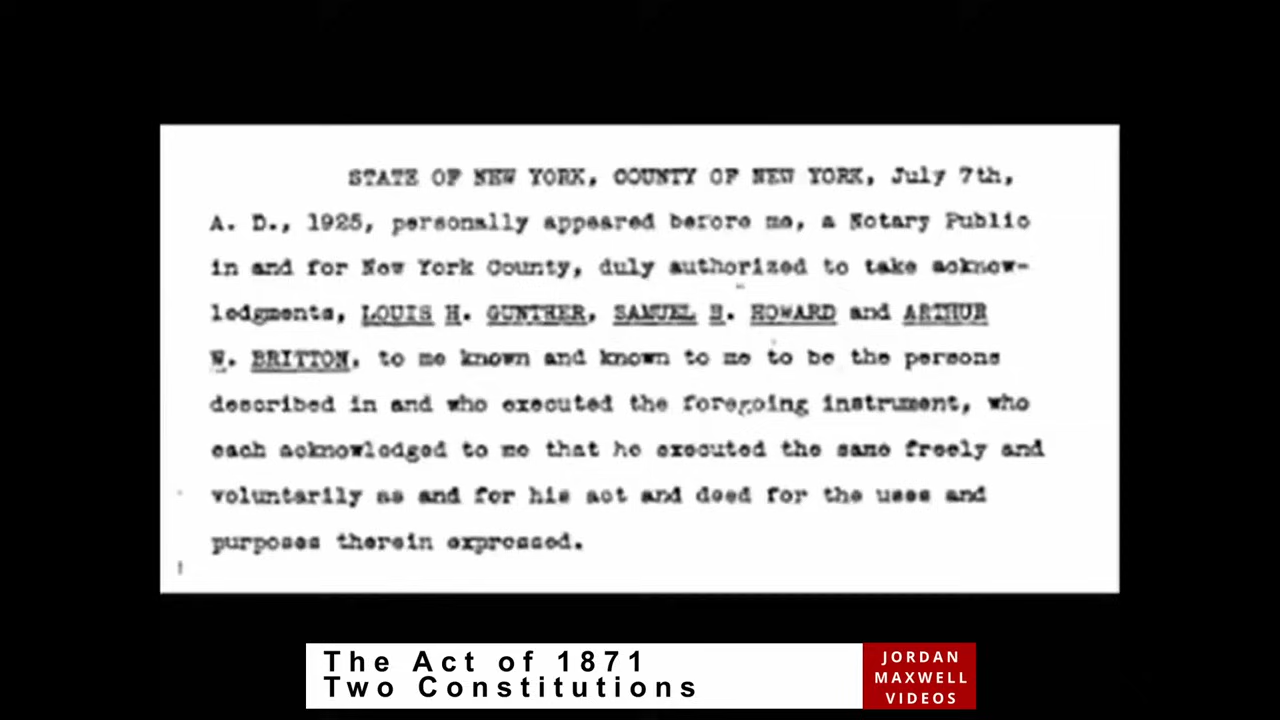 STATE OF NEW YORK, COUNTY OF NEW YORK, July 7th,
A. D., 1925, personally appeared before me, a Notary Public
in and for New York County, duly authorized to take acknow-
ledgments, LOUIS H. GUNTHER, SAMUEL B. HOWARD and ARTHUR
W. BRITTON, to me known and known to me to be the persons
described in and who executed the foregoing instrument, who
each acknowledged to me that he executed the same freely and
voluntarily as and for his act and deed for the uses and
purposes therein expressed.
The Act of 1871
Two Constitutions
JORDAN
MAXWELL
VIDEOS